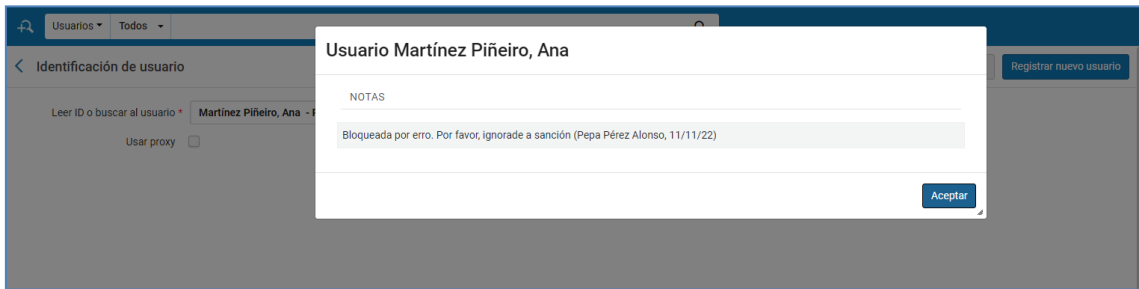 Usuarios Todos
Usuario Martínez Piñeiro, Ana
Identificación de usuario
Registrar nuevo usuario
NOTAS
Leer ID o buscar al usuario * Martínez Piñeiro, Ana -
Bloqueada por erro. Por favor, ignorade a sanción (Pepa Pérez Alonso, 11/11/22)
Usar proxy
Aceptar